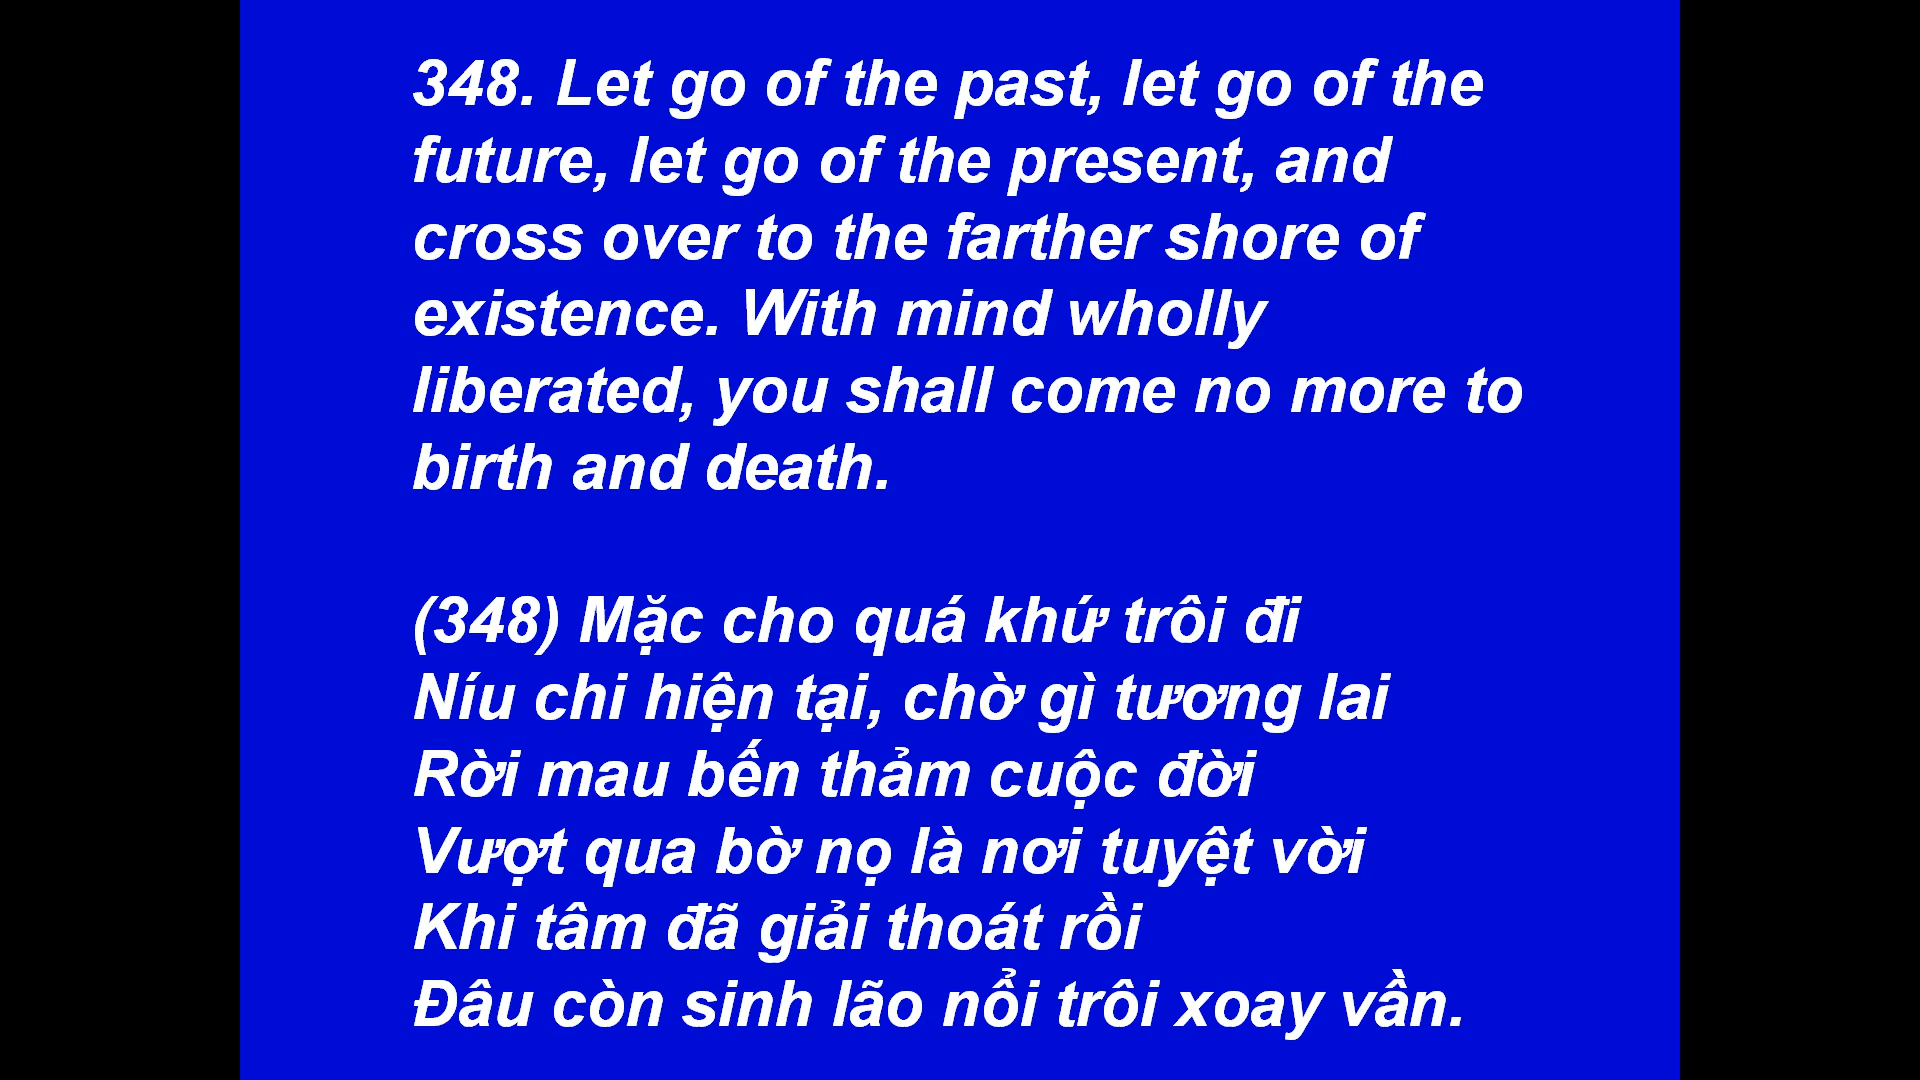 348. Let go of the past, let go of the
future, let go of the present, and
cross over to the farther shore of
existence. With mind wholly
liberated, you shall come no more to
birth and death.
(348) Mặc cho quá khứ trôi đi
Níu chi hiện tại, chờ gì tương lai
Rời mau bến thảm cuộc đời
Vượt qua bờ nọ là nơi tuyệt vời
Khi tâm đã giải thoát rồi
Đâu còn sinh lão nổi trôi xoay vần.